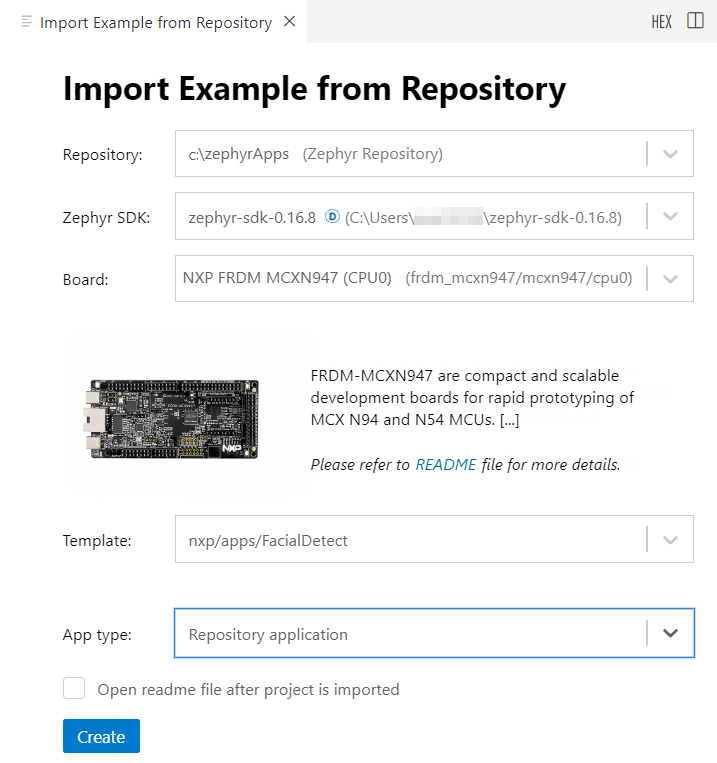 Import Example from Repository
HEX
Import Example from Repository
Repository: c:\zephyrApps (Zephyr Repository)
Zephyr SDK: zephyr-sdk-0.16.8 D (C:\Users\ \zephyr-sdk-0.16.8)
Board: NXP FRDM MCXN947 (CPU0) (frdm_mcxn947/mcxn947/cpu0)
FRDM-MCXN947 are compact and scalable
development boards for rapid prototyping of
MCX N94 and N54 MCUs. [...]
NXP
Please refer to README file for more details.
Template: nxp/apps/FacialDetect
App type: Repository application
Open readme file after project is imported
Create